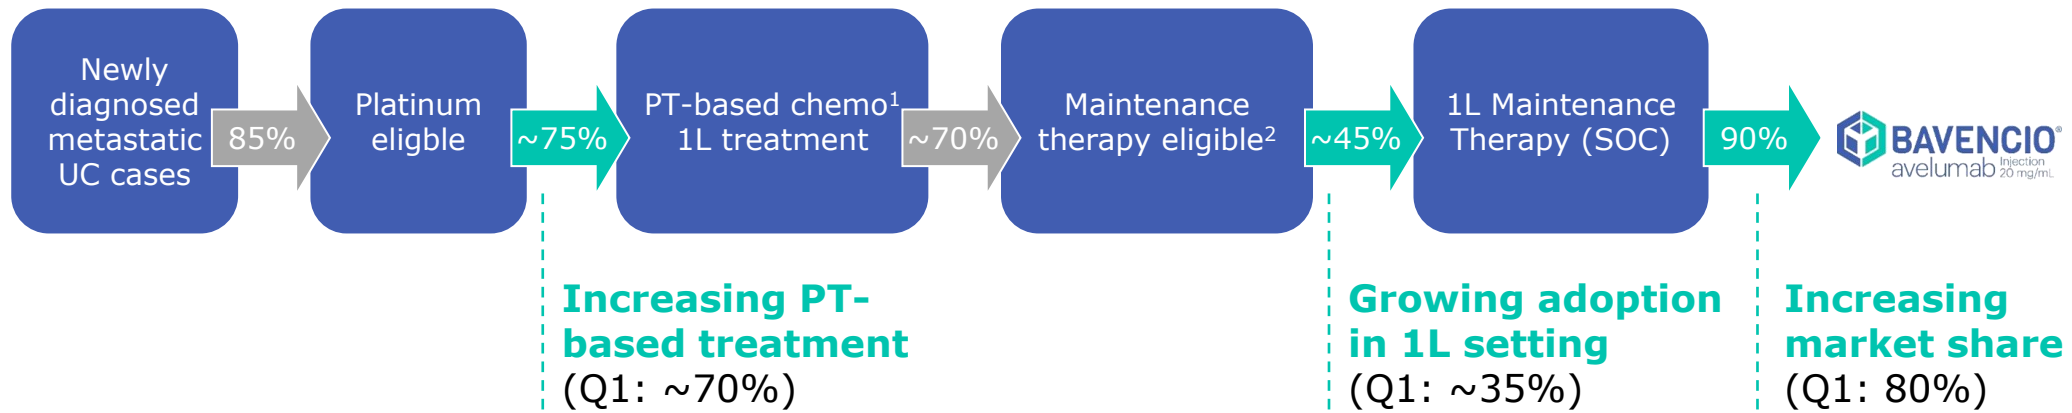 Newly
diagnosed
metastatic
UC cases
85%
Platinum
eligble
~75%
PT-based chemo¹
1L treatment
~70%
Maintenance
therapy eligible²
~45%
1L Maintenance
Therapy (SOC)
90%
BAVENCIO®
avelumab Injection
20 mg/mL
Increasing PT-
based treatment
(Q1: ~70%)
Growing adoption
in 1L setting
(Q1: ~35%)
Increasing
market share
(Q1: 80%)